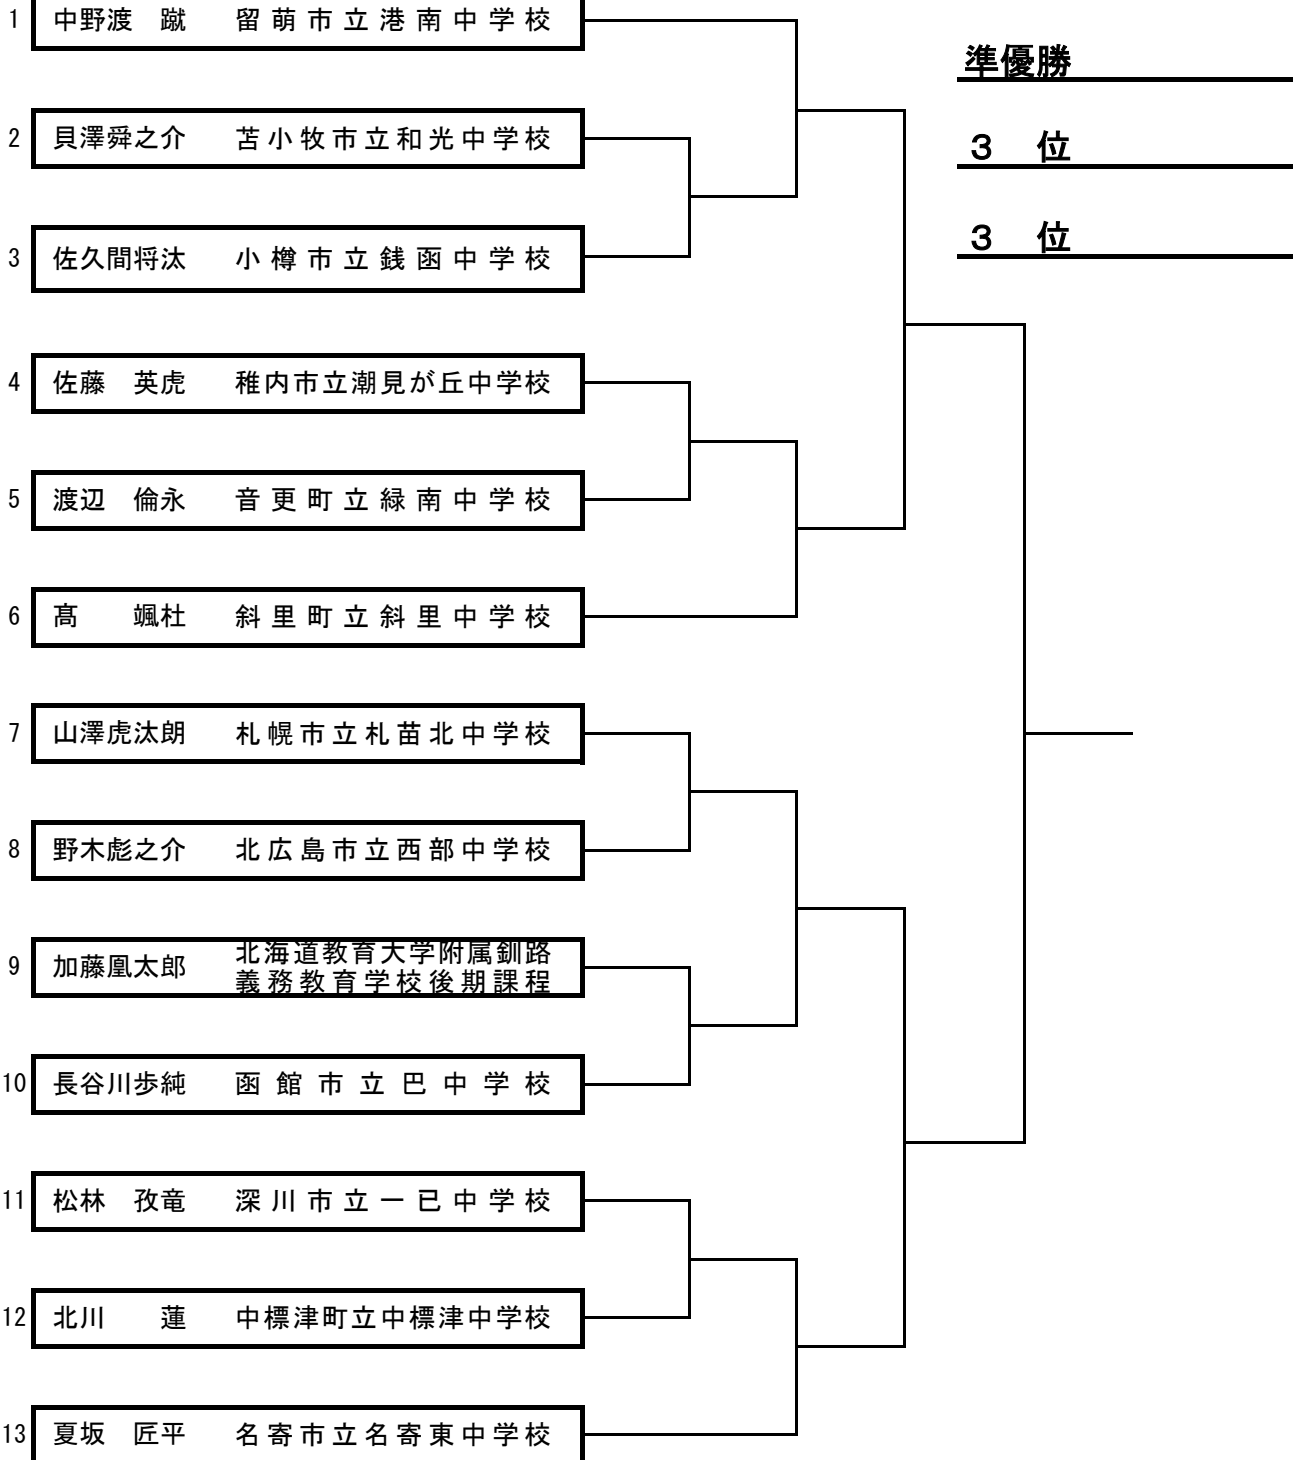 1 中野渡 蹴 留萌市立港南中学校
準優勝
2 貝澤舜之介 苫小牧市立和光中学校
3 位
3 佐久間将汰 小樽市立銭函中学校
3 位
4 佐藤 英虎 稚内市立潮見が丘中学校
5 渡辺 倫永 音更町立緑南中学校
6 髙 颯杜 斜里町立斜里中学校
7 山澤虎汰朗 札幌市立札苗北中学校
8 野木彪之介 北広島市立西部中学校
9 加藤凰太郎 北海道教育大学附属釧路
義務教育学校後期課程
10 長谷川歩純 函館市立巴中学校
11 松林 孜竜 深川市立一已中学校
12 北川 蓮 中標津町立中標津中学校
13 夏坂 匠平 名寄市立名寄東中学校